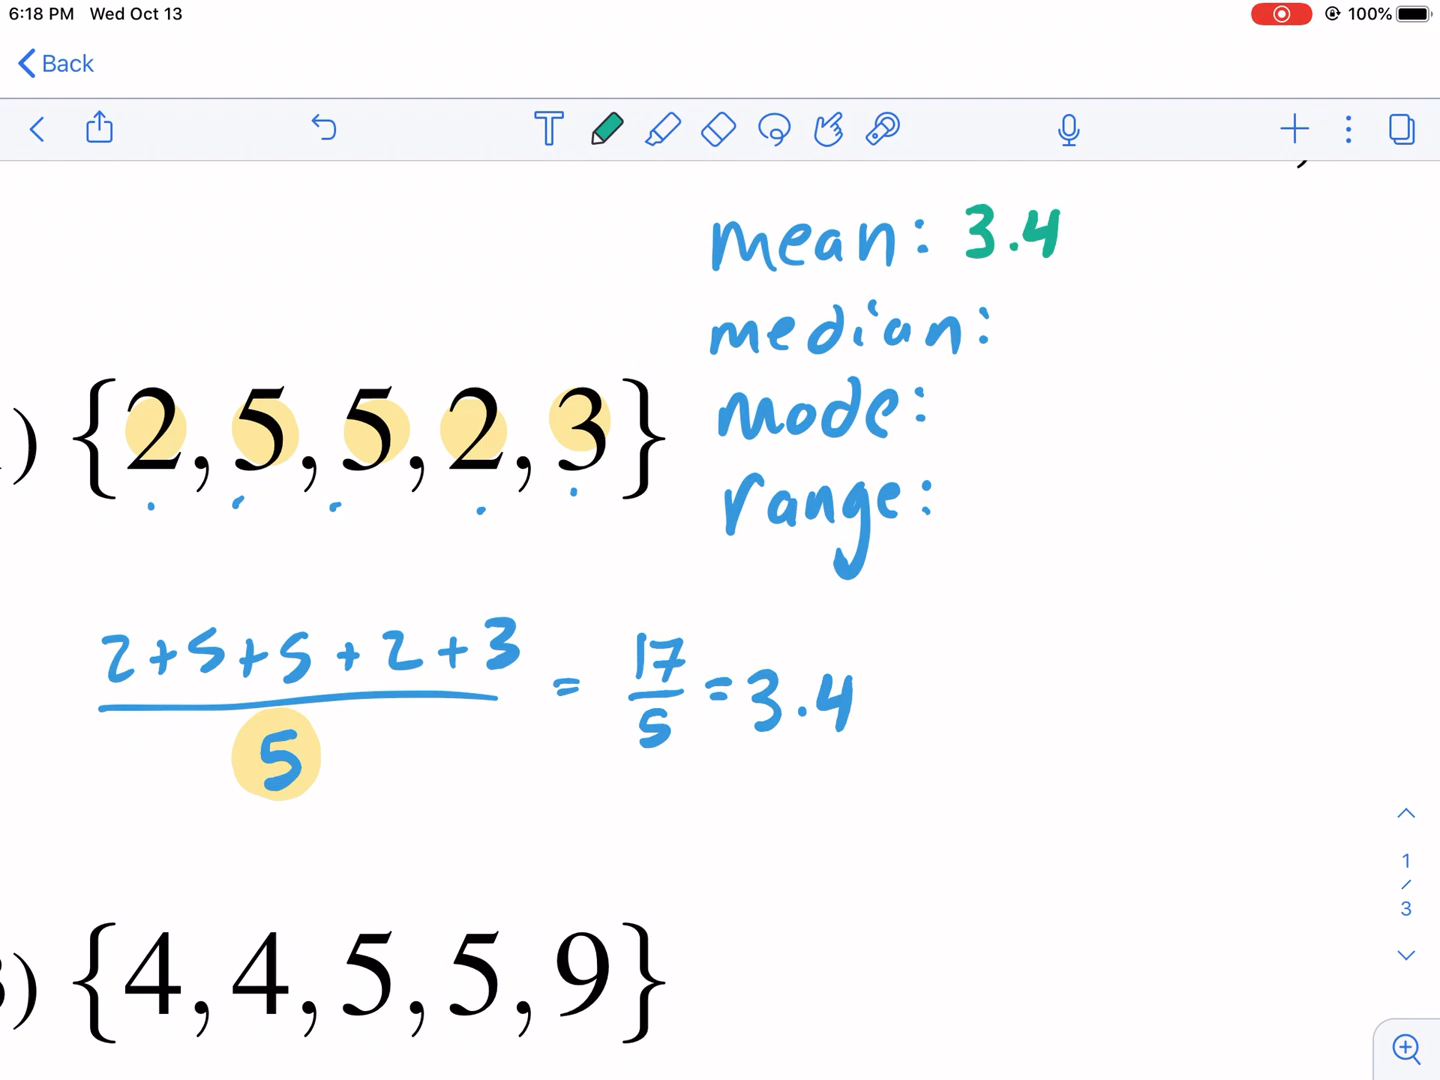 6:18 PM Wed Oct 13 100%
Back
mean: 3.4
median:
) {2, 5, 5, 2, 3}
mode:
range:
2+5+5+2+3 / 5 = 17/5 = 3.4
1
/
3
) {4, 4, 5, 5, 9}